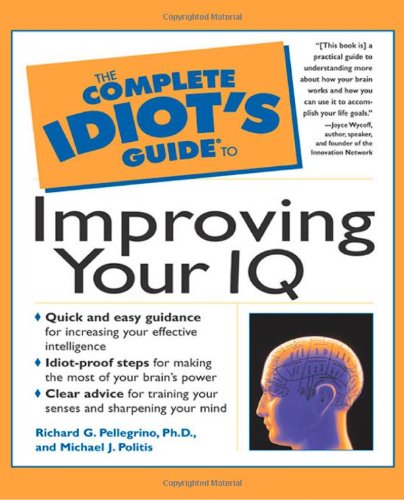 Copyrighted Material
"[This book is] a
practical guide to
understanding more
about how your brain
works and how you
can use it to accom-
plish your life goals."
—Joyce Wycoff,
author, speaker,
and founder of the
Innovation Network
THE
COMPLETE
IDIOT'S
GUIDE® TO
Improving
Your IQ
♦ Quick and easy guidance
for increasing your effective
intelligence
♦ Idiot-proof steps for making
the most of your brain's power
♦ Clear advice for training your
senses and sharpening your mind
Richard G. Pellegrino, Ph.D.,
and Michael J. Politis
Copyrighted Material